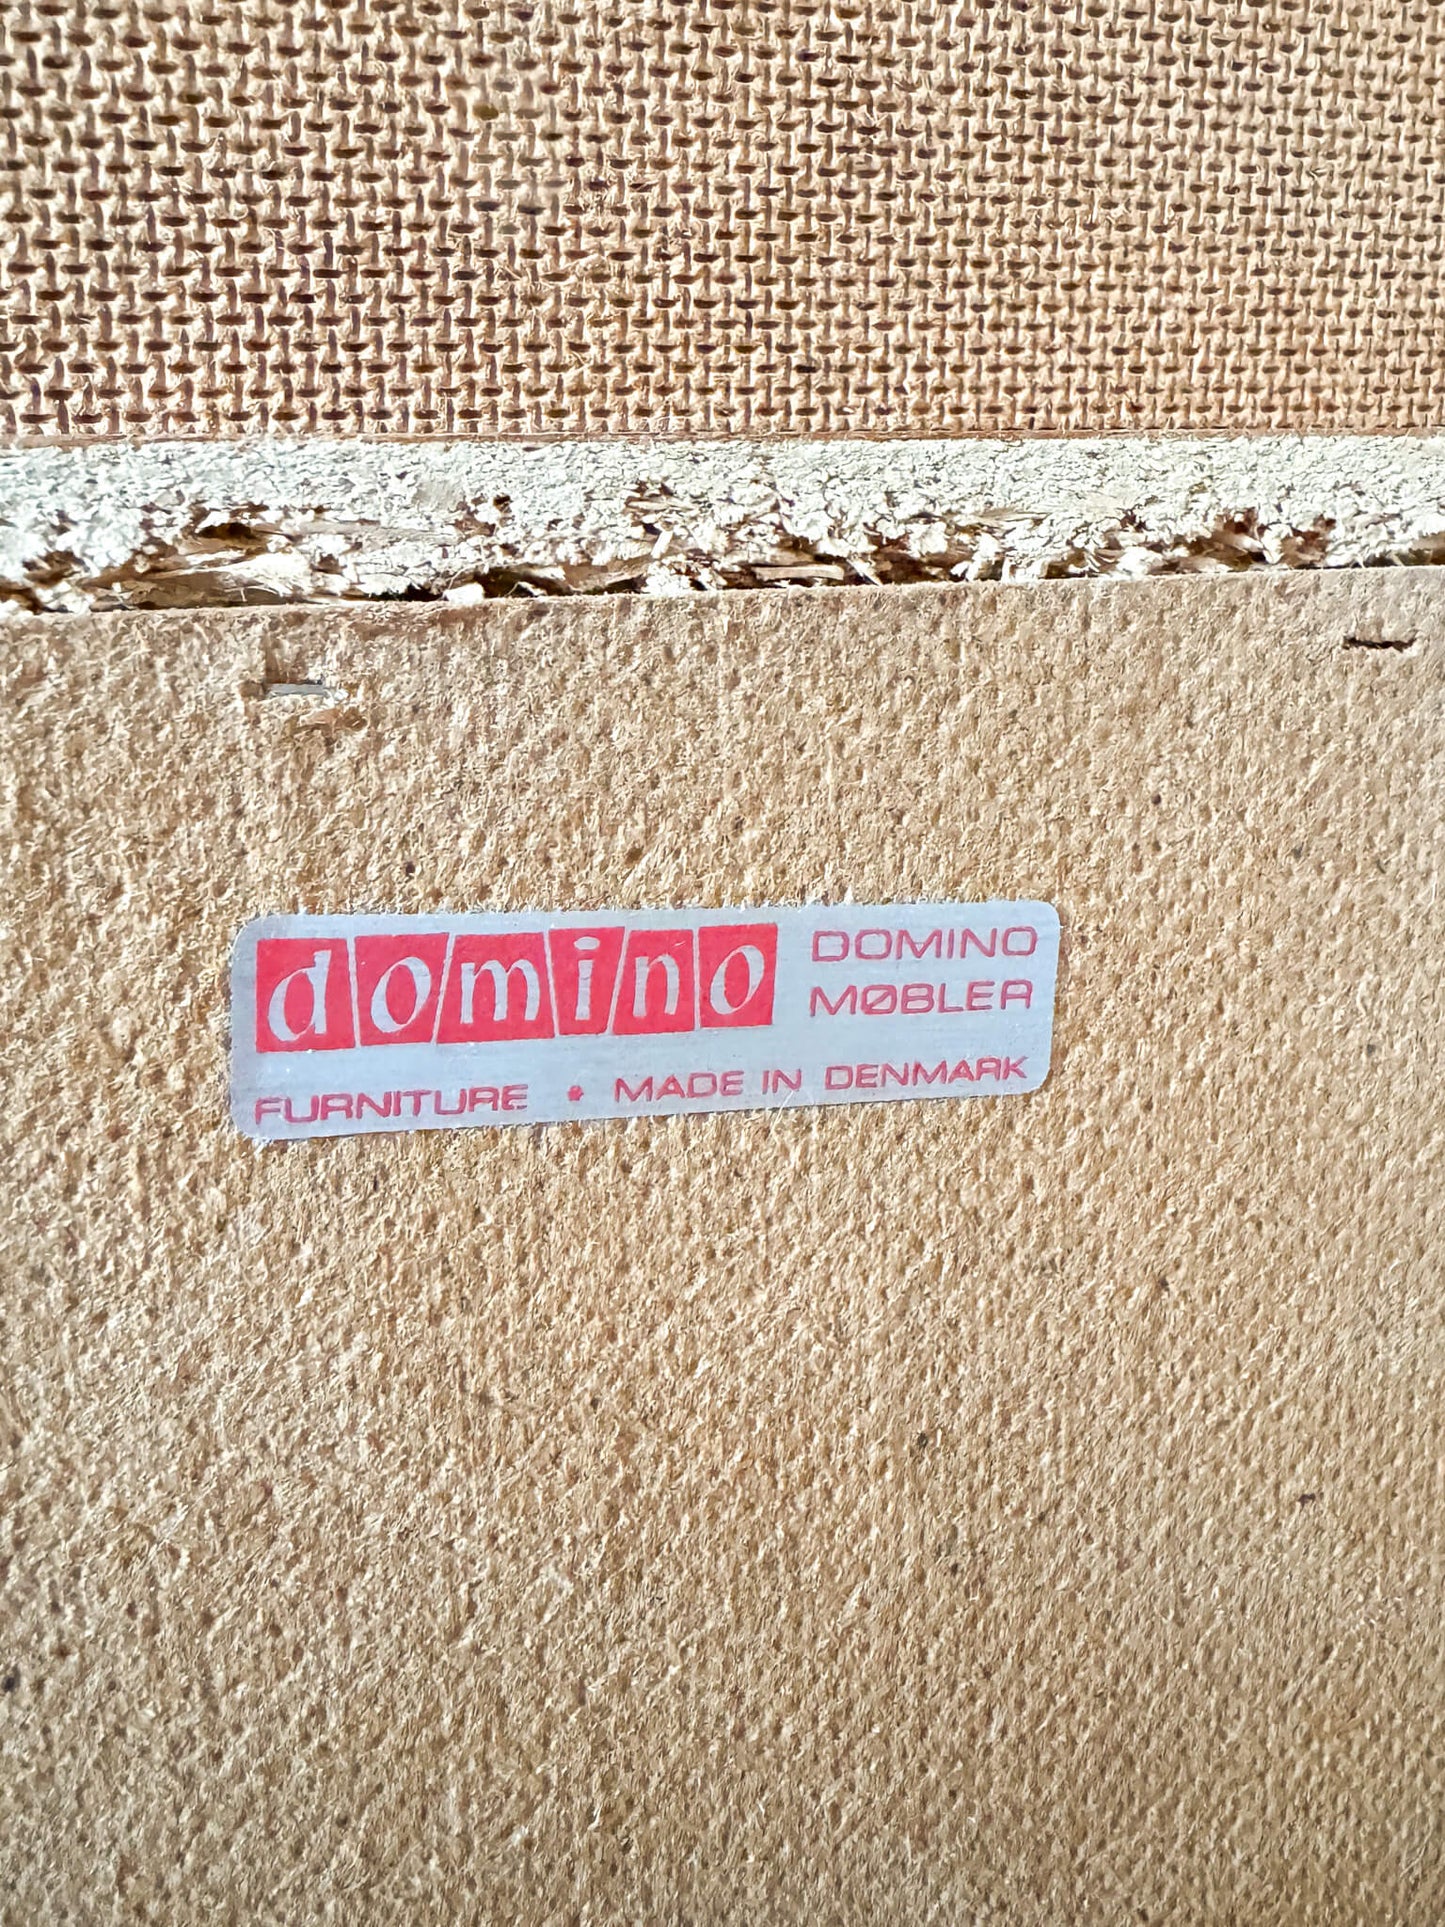 domino
DOMINO
MØBLER
FURNITURE • MADE IN DENMARK